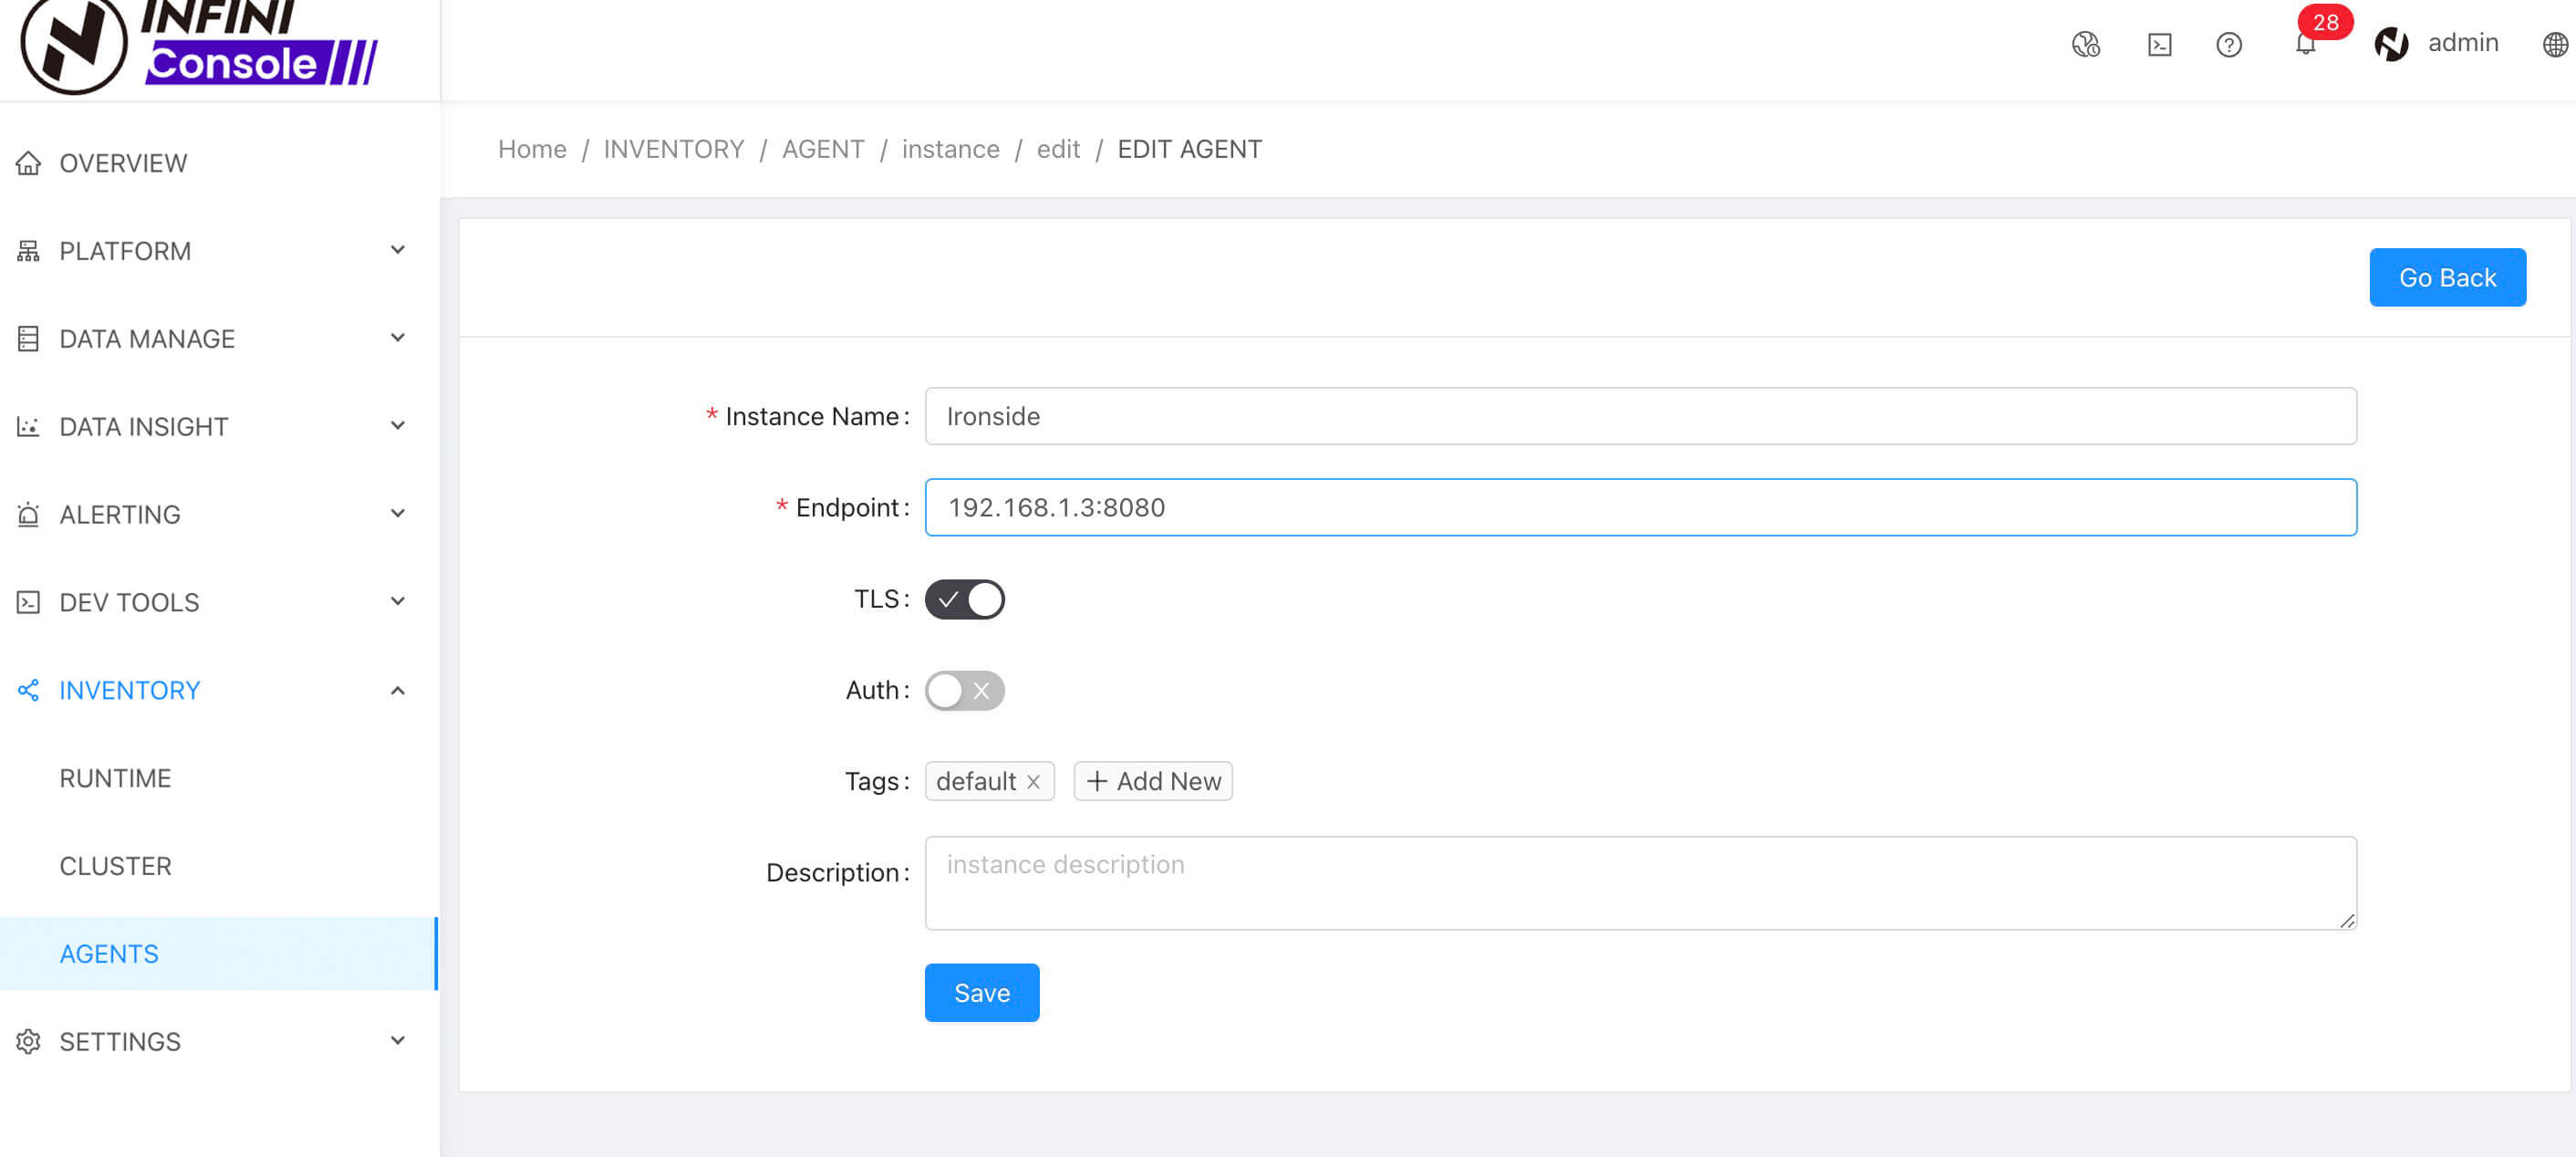 INFINI
Console
28
admin
Home / INVENTORY / AGENT / instance / edit / EDIT AGENT
OVERVIEW
PLATFORM
DATA MANAGE
DATA INSIGHT
ALERTING
DEV TOOLS
INVENTORY
RUNTIME
CLUSTER
AGENTS
SETTINGS
Go Back
* Instance Name: Ironside
* Endpoint: 192.168.1.3:8080
TLS:
Auth:
Tags: default × + Add New
Description: instance description
Save